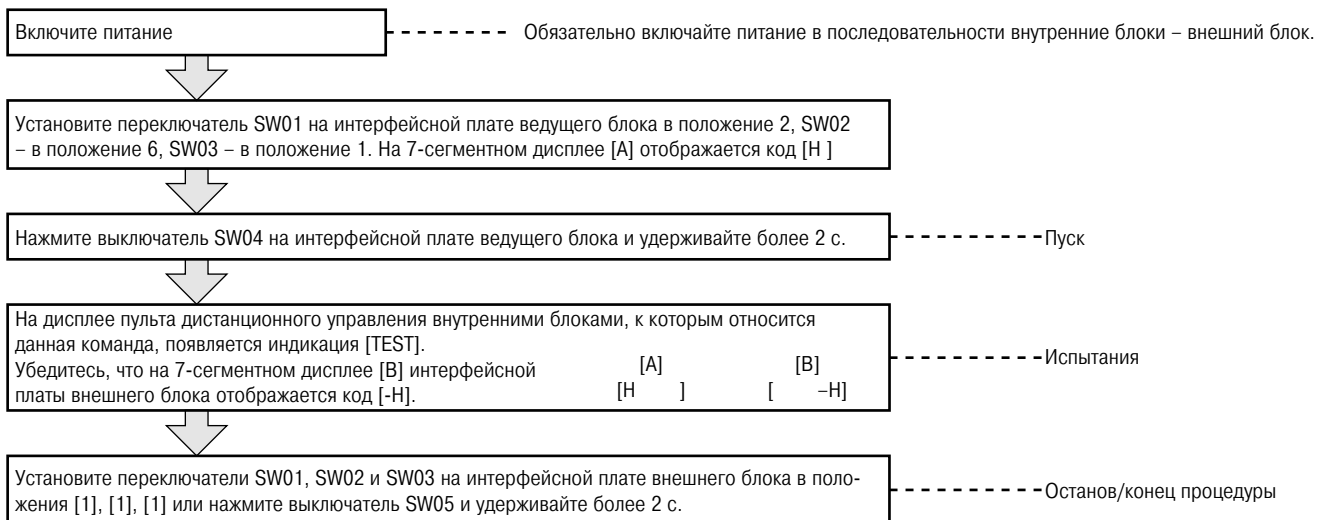 Включите питание
Обязательно включайте питание в последовательности внутренние блоки – внешний блок.
Установите переключатель SW01 на интерфейсной плате ведущего блока в положение 2, SW02
– в положение 6, SW03 – в положение 1. На 7-сегментном дисплее [A] отображается код [H ]
Нажмите выключатель SW04 на интерфейсной плате ведущего блока и удерживайте более 2 с.
Пуск
На дисплее пульта дистанционного управления внутренними блоками, к которым относится
данная команда, появляется индикация [TEST].
Убедитесь, что на 7-сегментном дисплее [B] интерфейсной
платы внешнего блока отображается код [-H].
[A] [B]
[H ] [ –H]
Испытания
Установите переключатели SW01, SW02 и SW03 на интерфейсной плате внешнего блока в поло-
жения [1], [1], [1] или нажмите выключатель SW05 и удерживайте более 2 с.
Останов/конец процедуры